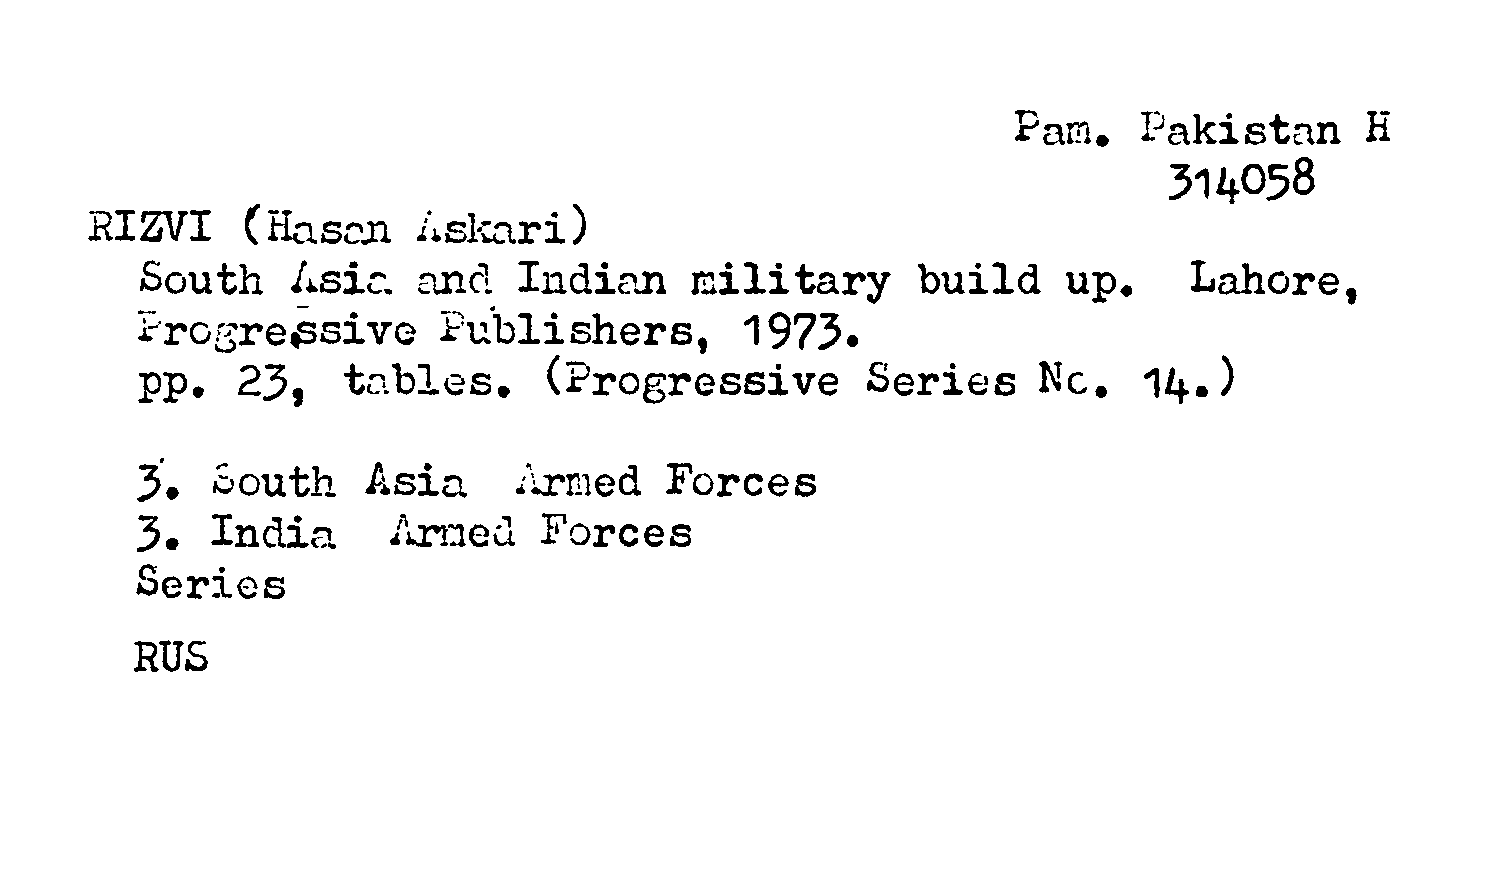 Pam. Pakistan H
314058
RIZVI (Hasan Askari)
South Asia and Indian military build up. Lahore,
Progressive Publishers, 1973.
pp. 23, tables. (Progressive Series No. 14.)
3. South Asia Armed Forces
3. India Armed Forces
Series
RUS